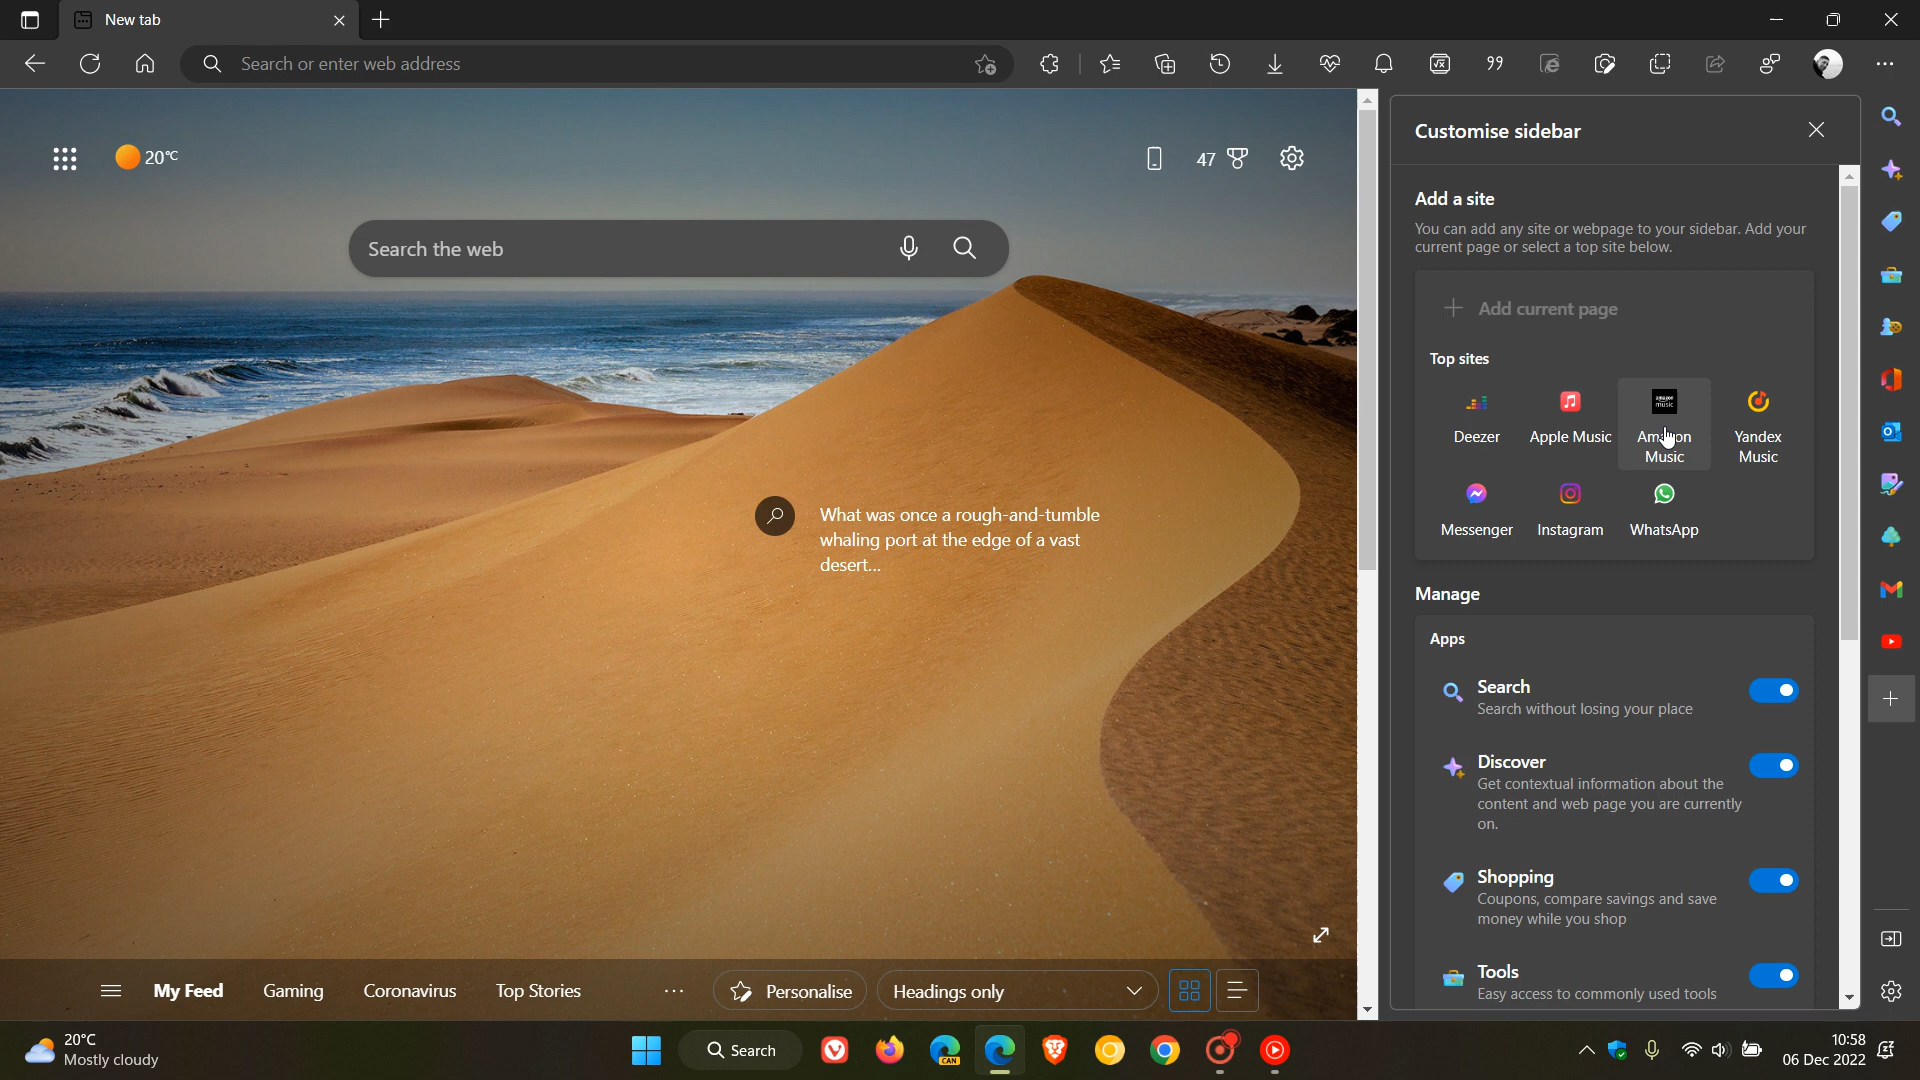 New tab
Search or enter web address
20°C
47
Search the web
What was once a rough-and-tumble
whaling port at the edge of a vast
desert...
My Feed
Gaming
Coronavirus
Top Stories
Personalise
Headings only
Customise sidebar
Add a site
You can add any site or webpage to your sidebar. Add your
current page or select a top site below.
Add current page
Top sites
Deezer
Apple Music
amazon
music
Music
Yandex
Music
Messenger
Instagram
WhatsApp
Manage
Apps
Search
Search without losing your place
Discover
Get contextual information about the
content and web page you are currently
on.
Shopping
Coupons, compare savings and save
money while you shop
Tools
Easy access to commonly used tools
20°C
Mostly cloudy
Search
CAN
10:58
06 Dec 2022